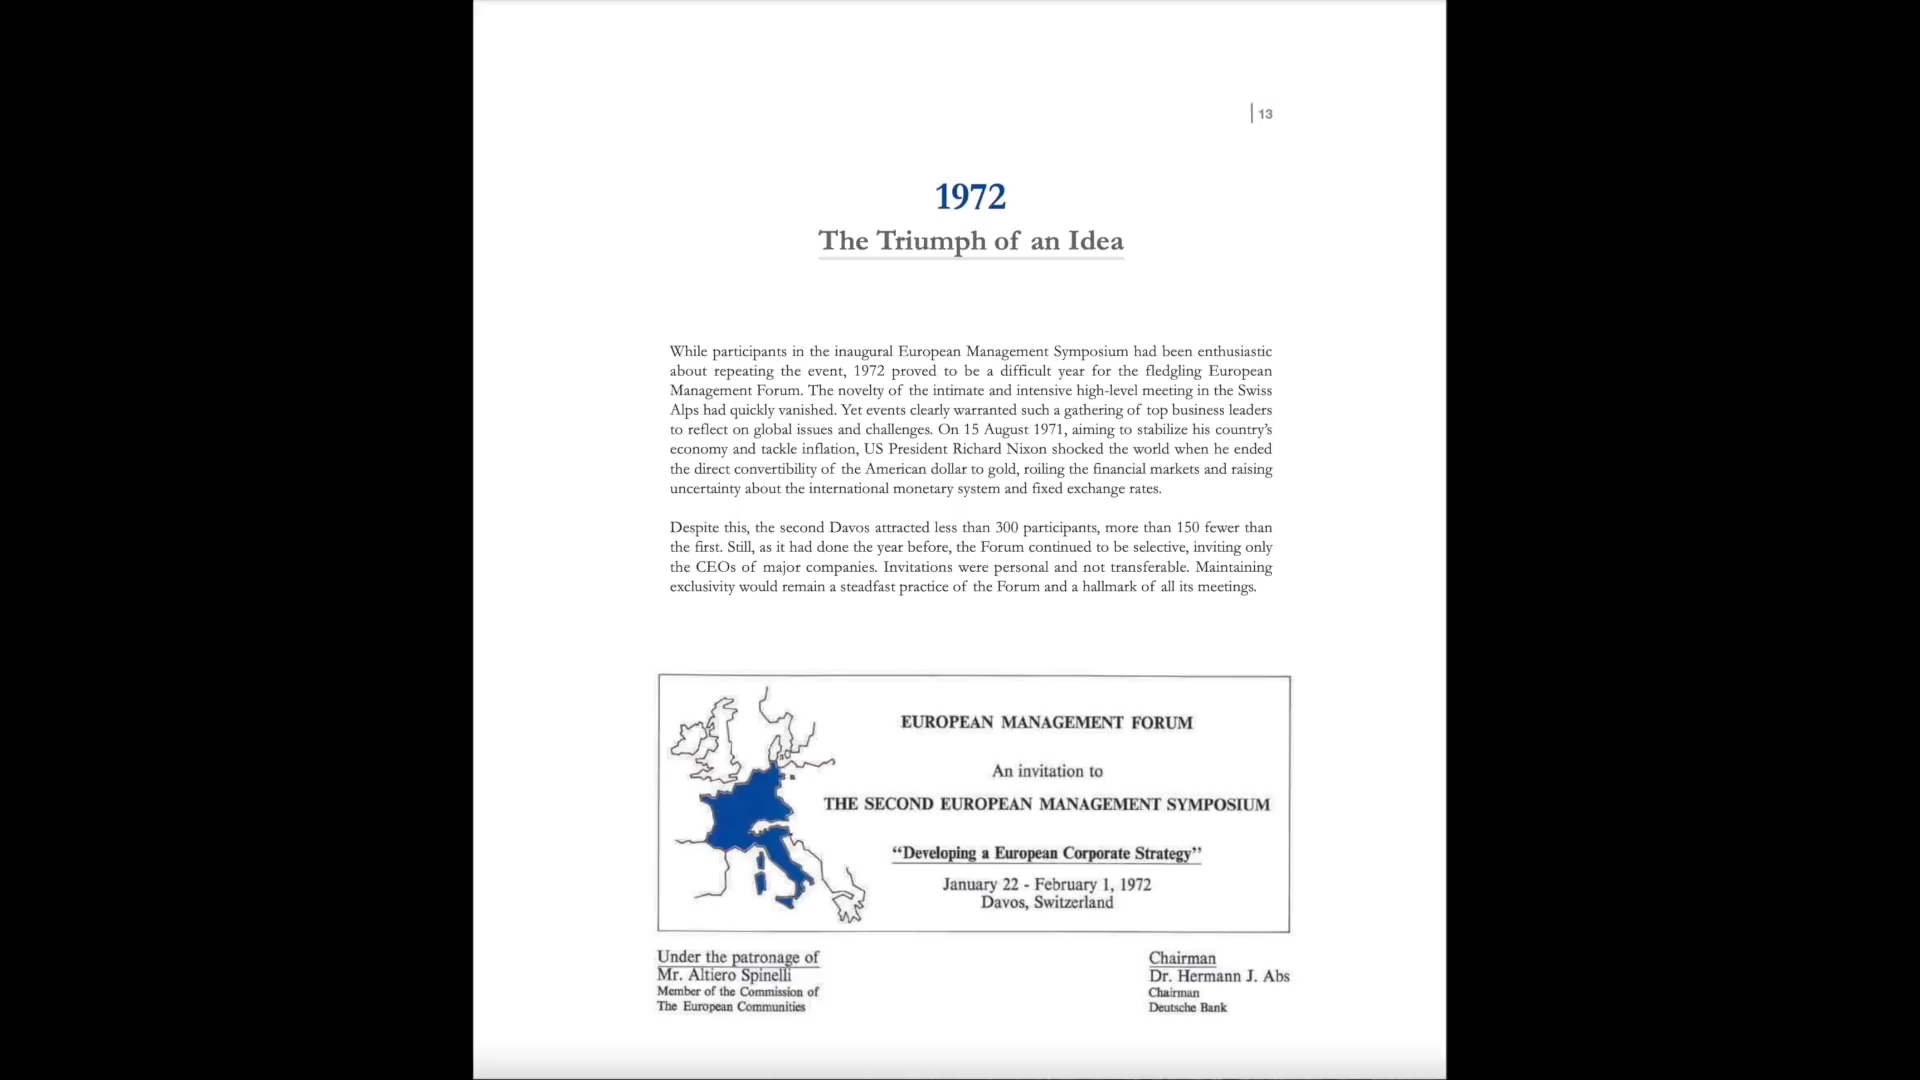 13
1972
The Triumph of an Idea
While participants in the inaugural European Management Symposium had been enthusiastic
about repeating the event, 1972 proved to be a difficult year for the fledgling European
Management Forum. The novelty of the intimate and intensive high-level meeting in the Swiss
Alps had quickly vanished. Yet events clearly warranted such a gathering of top business leaders
to reflect on global issues and challenges. On 15 August 1971, aiming to stabilize his country's
economy and tackle inflation, US President Richard Nixon shocked the world when he ended
the direct convertibility of the American dollar to gold, roiling the financial markets and raising
uncertainty about the international monetary system and fixed exchange rates.
Despite this, the second Davos attracted less than 300 participants, more than 150 fewer than
the first. Still, as it had done the year before, the Forum continued to be selective, inviting only
the CEOs of major companies. Invitations were personal and not transferable. Maintaining
exclusivity would remain a steadfast practice of the Forum and a hallmark of all its meetings.
EUROPEAN MANAGEMENT FORUM
An invitation to
THE SECOND EUROPEAN MANAGEMENT SYMPOSIUM
“Developing a European Corporate Strategy”
January 22 - February 1, 1972
Davos, Switzerland
Under the patronage of
Mr. Altiero Spinelli
Member of the Commission of
The European Communities
Chairman
Dr. Hermann J. Abs
Chairman
Deutsche Bank